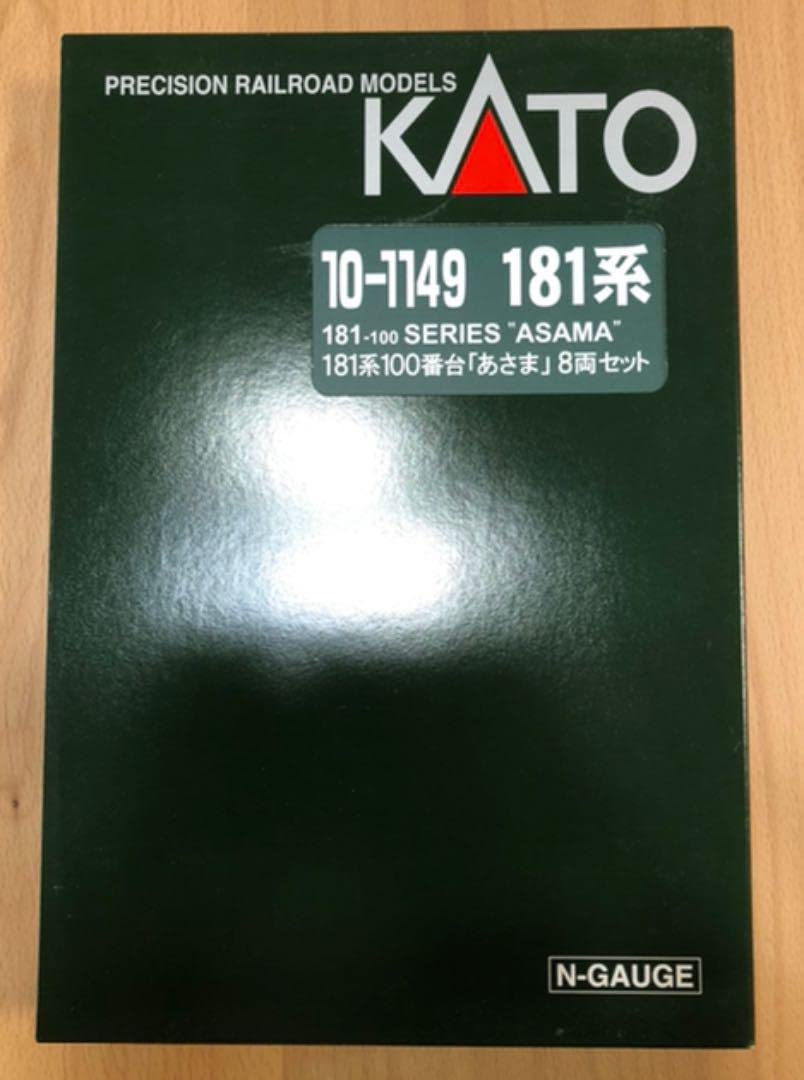 PRECISION RAILROAD MODELS
KATO
10-1149 181系
181-100 SERIES "ASAMA"
181系100番台「あさま」8両セット
N-GAUGE